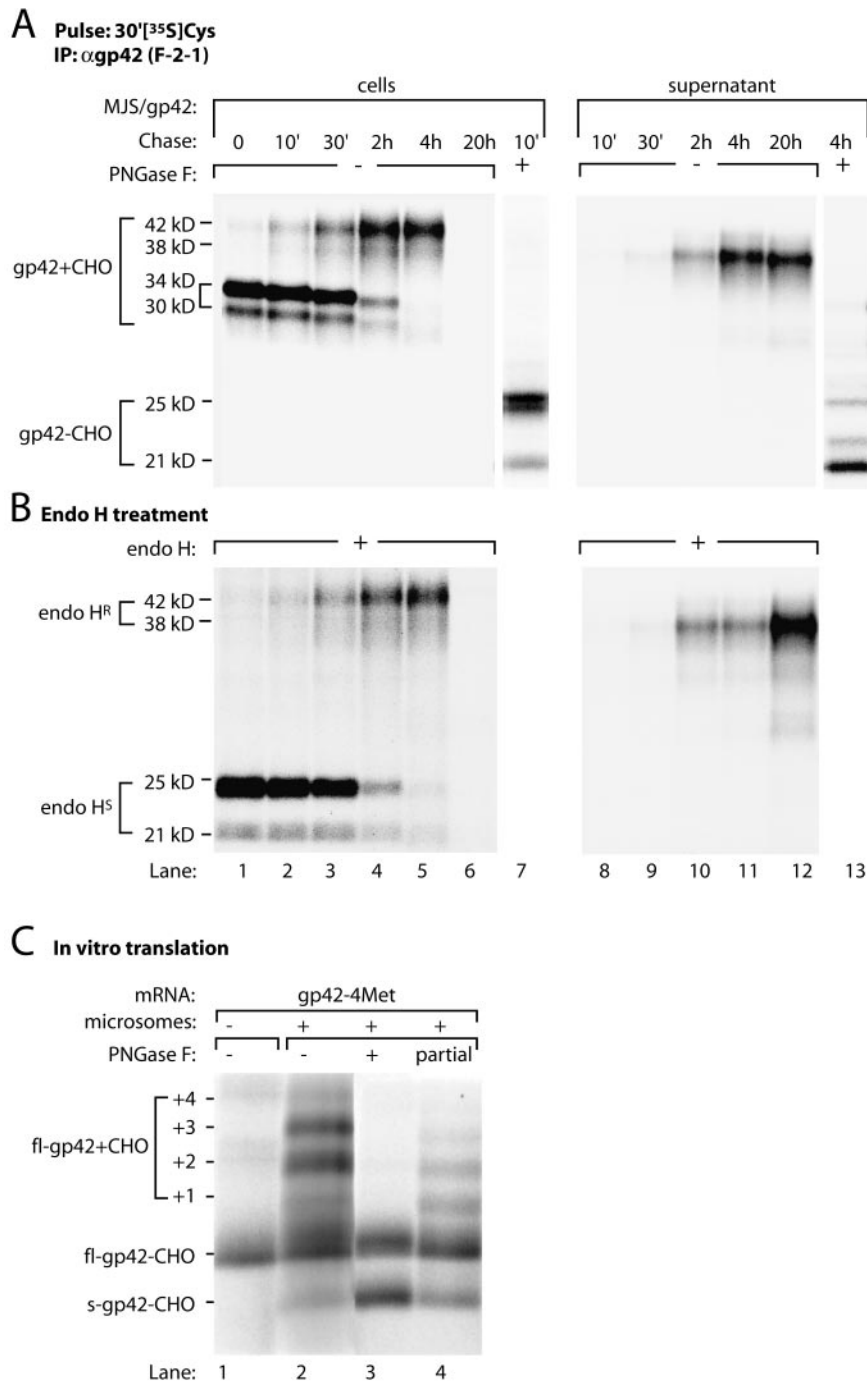 A Pulse: 30'[³⁵S]Cys
IP: αgp42 (F-2-1)
cells supernatant
MJS/gp42:
Chase: 0 10' 30' 2h 4h 20h 10' 10' 30' 2h 4h 20h 4h
PNGase F: - + - +
42 kD
38 kD
gp42+CHO
34 kD
30 kD
25 kD
gp42-CHO
21 kD
B Endo H treatment
endo H: + +
endo Hᴿ
42 kD
38 kD
25 kD
endo Hˢ
21 kD
Lane: 1 2 3 4 5 6 7 8 9 10 11 12 13
C In vitro translation
mRNA: gp42-4Met
microsomes: - + + +
PNGase F: - - + partial
+4
+3
fl-gp42+CHO
+2
+1
fl-gp42-CHO
s-gp42-CHO
Lane: 1 2 3 4